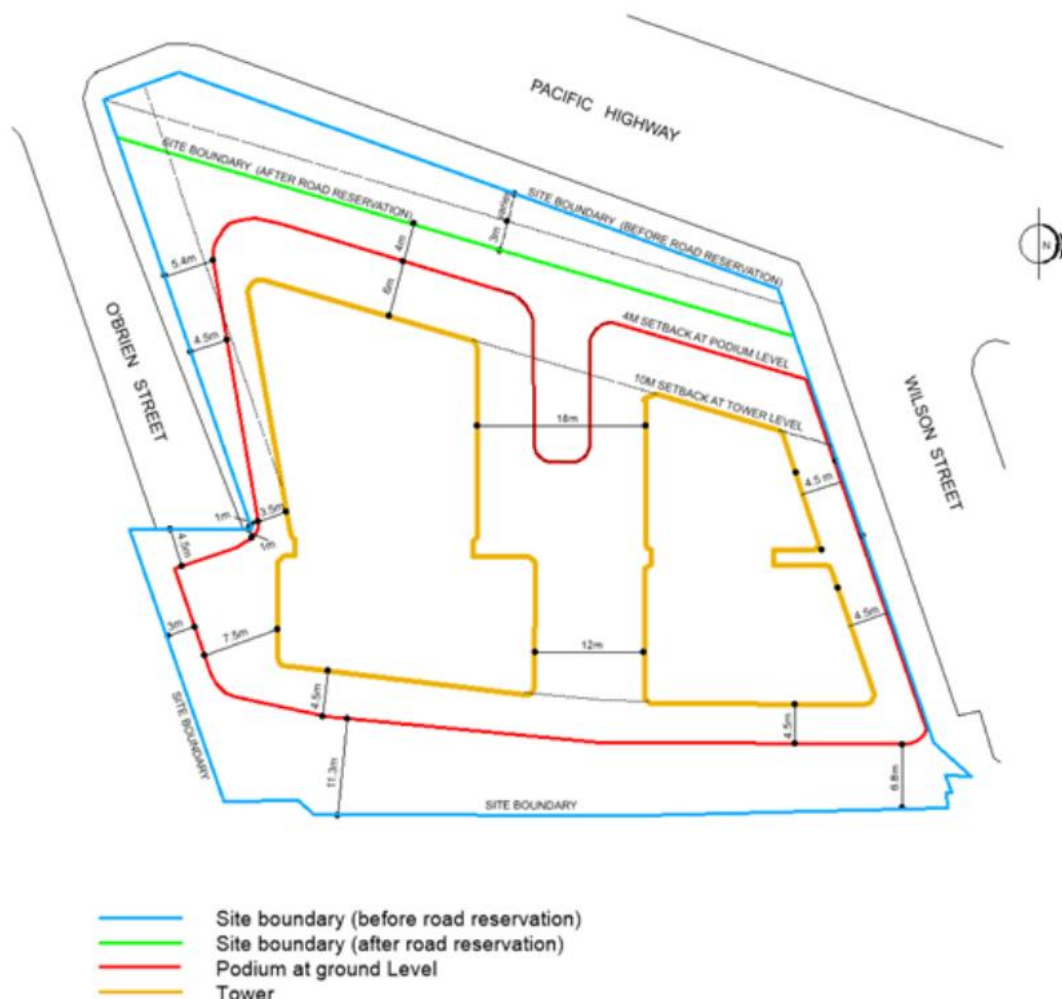 PACIFIC HIGHWAY
SITE BOUNDARY (AFTER ROAD RESERVATION)
SITE BOUNDARY (BEFORE ROAD RESERVATION)
3m
4m
6m
5.4m
4.5m
O'BRIEN STREET
4M SETBACK AT PODIUM LEVEL
10M SETBACK AT TOWER LEVEL
WILSON STREET
N
18m
4.5 m
1m
3.5m
1m
4.5m
3m
7.5m
12m
4.5m
4.5m
4.5m
11.3m
6.8m
SITE BOUNDARY
SITE BOUNDARY
Site boundary (before road reservation)
Site boundary (after road reservation)
Podium at ground Level
Tower